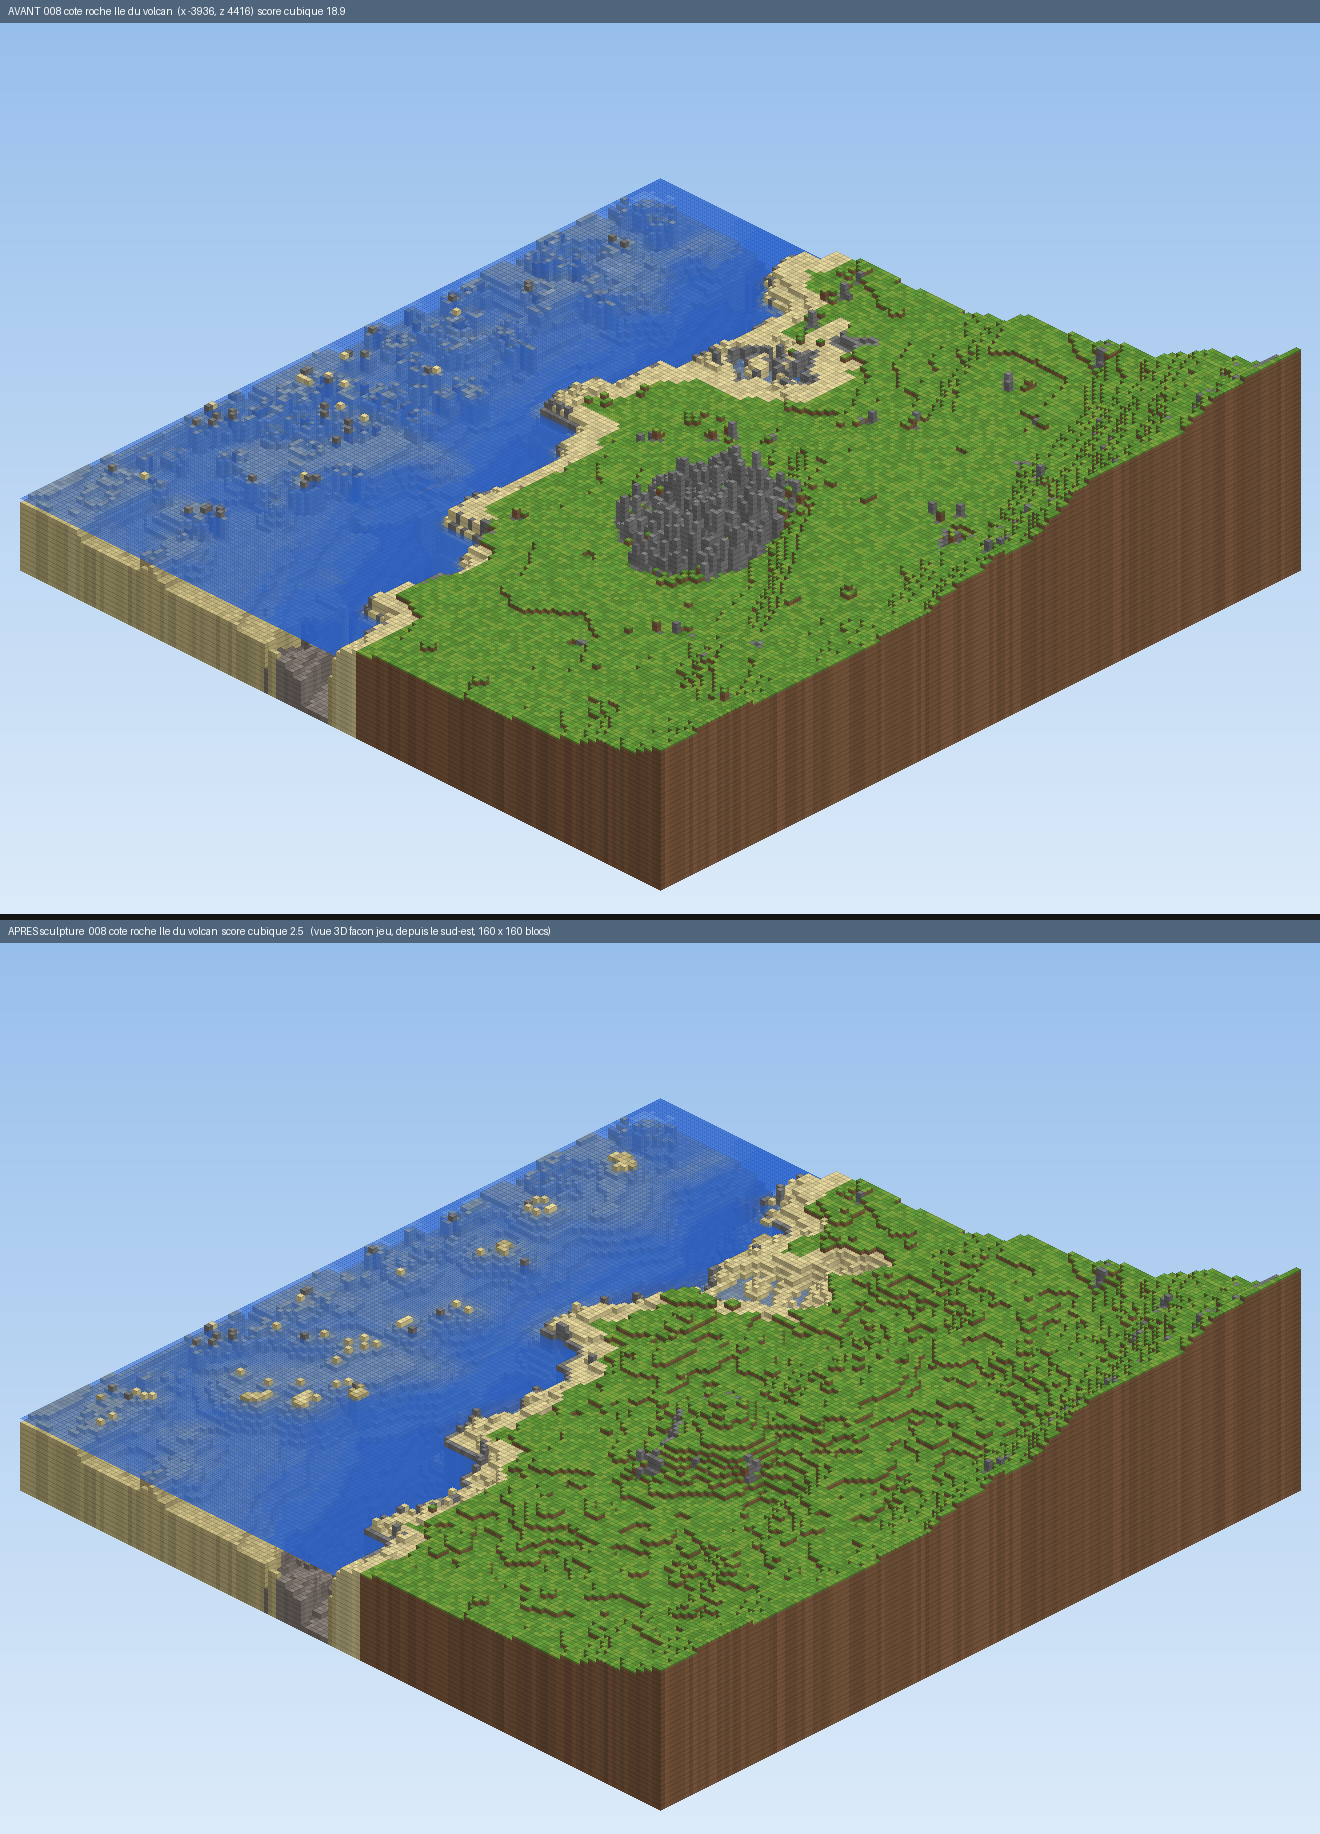 AVANT 008 cote roche Ile du volcan (x -3936, z 4416) score cubique 18.9
APRES sculpture 008 cote roche Ile du volcan score cubique 2.5 (vue 3D facon jeu, depuis le sud-est, 160 x 160 blocs)